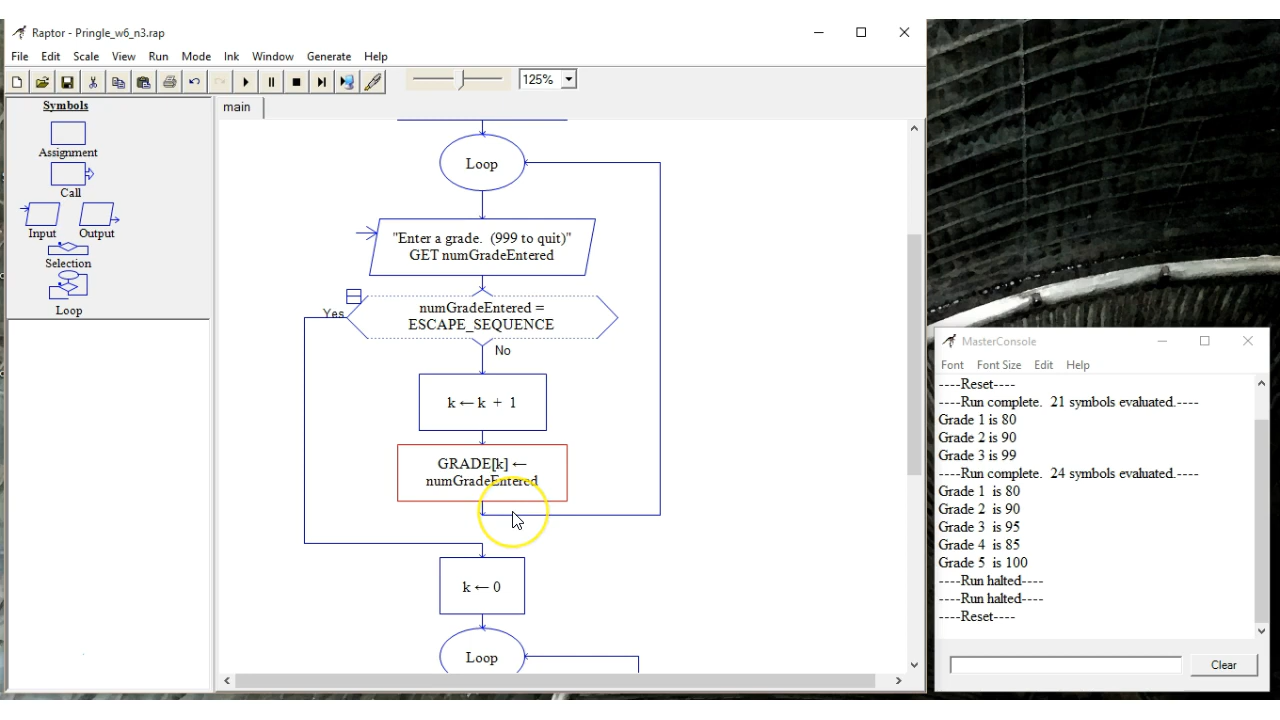 Raptor - Pringle_w6_n3.rap
File Edit Scale View Run Mode Ink Window Generate Help
125%
Symbols
Assignment
Call
Input Output
Selection
Loop
main
Loop
"Enter a grade. (999 to quit)"
GET numGradeEntered
numGradeEntered =
ESCAPE_SEQUENCE
Yes
No
k ← k + 1
GRADE[k] ←
numGradeEntered
k ← 0
Loop
MasterConsole
Font Font Size Edit Help
----Reset----
----Run complete. 21 symbols evaluated.----
Grade 1 is 80
Grade 2 is 90
Grade 3 is 99
----Run complete. 24 symbols evaluated.----
Grade 1  is 80
Grade 2  is 90
Grade 3  is 95
Grade 4  is 85
Grade 5  is 100
----Run halted----
----Run halted----
----Reset----
Clear